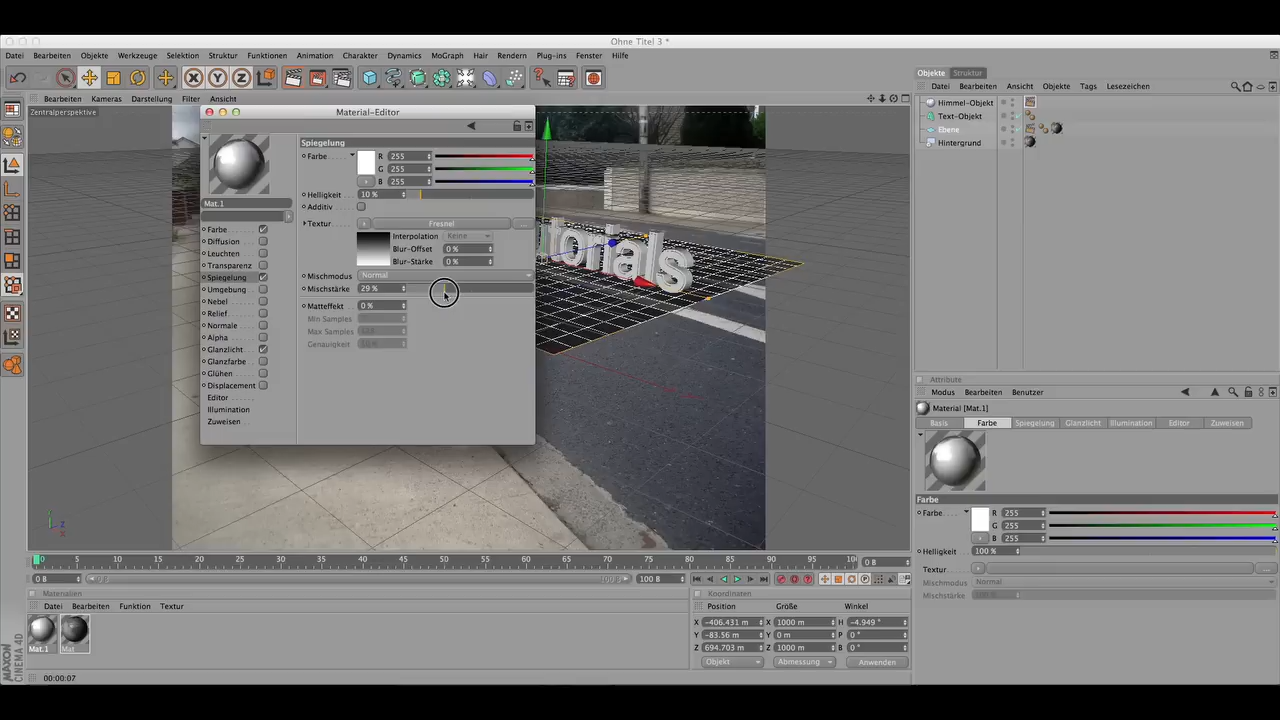 Ohne Titel 3 *
Datei Bearbeiten Objekte Werkzeuge Selektion Struktur Funktionen Animation Charakter Dynamics MoGraph Hair Rendern Plug-ins Fenster Hilfe
Objekte Struktur
Datei Bearbeiten Ansicht Objekte Tags Lesezeichen
Bearbeiten Kameras Darstellung Filter Ansicht
Zentralperspektive
Himmel-Objekt
Text-Objekt
Ebene
Hintergrund
Material-Editor
Mat.1
Farbe
Diffusion
Leuchten
Transparenz
Spiegelung
Umgebung
Nebel
Relief
Normale
Alpha
Glanzlicht
Glanzfarbe
Glühen
Displacement
Editor
Illumination
Zuweisen
Spiegelung
Farbe R 255
G 255
B 255
Helligkeit 10 %
Additiv
Textur Fresnel ...
Interpolation Keine
Blur-Offset 0 %
Blur-Stärke 0 %
Mischmodus Normal
Mischstärke 29 %
Matteffekt 0 %
Min Samples
Max Samples
Genauigkeit
torials
Attribute
Modus Bearbeiten Benutzer
Material [Mat.1]
Basis Farbe Spiegelung Glanzlicht Illumination Editor Zuweisen
Farbe
Farbe R 255
G 255
B 255
Helligkeit 100 %
Textur ...
Mischmodus Normal
Mischstärke
0 5 10 15 20 25 30 35 40 45 50 55 60 65 70 75 80 85 90 95 100 0 B
0 B 0 B 100 B 100 B
Materialien
Datei Bearbeiten Funktion Textur
Mat.1 Mat
Koordinaten
Position Größe Winkel
X -406.431 m X 1000 m H -4.949 °
Y -83.56 m Y 0 m P 0 °
Z 694.703 m Z 1000 m B 0 °
Objekt Abmessung Anwenden
X Y Z
MAXON CINEMA 4D
00:00:07